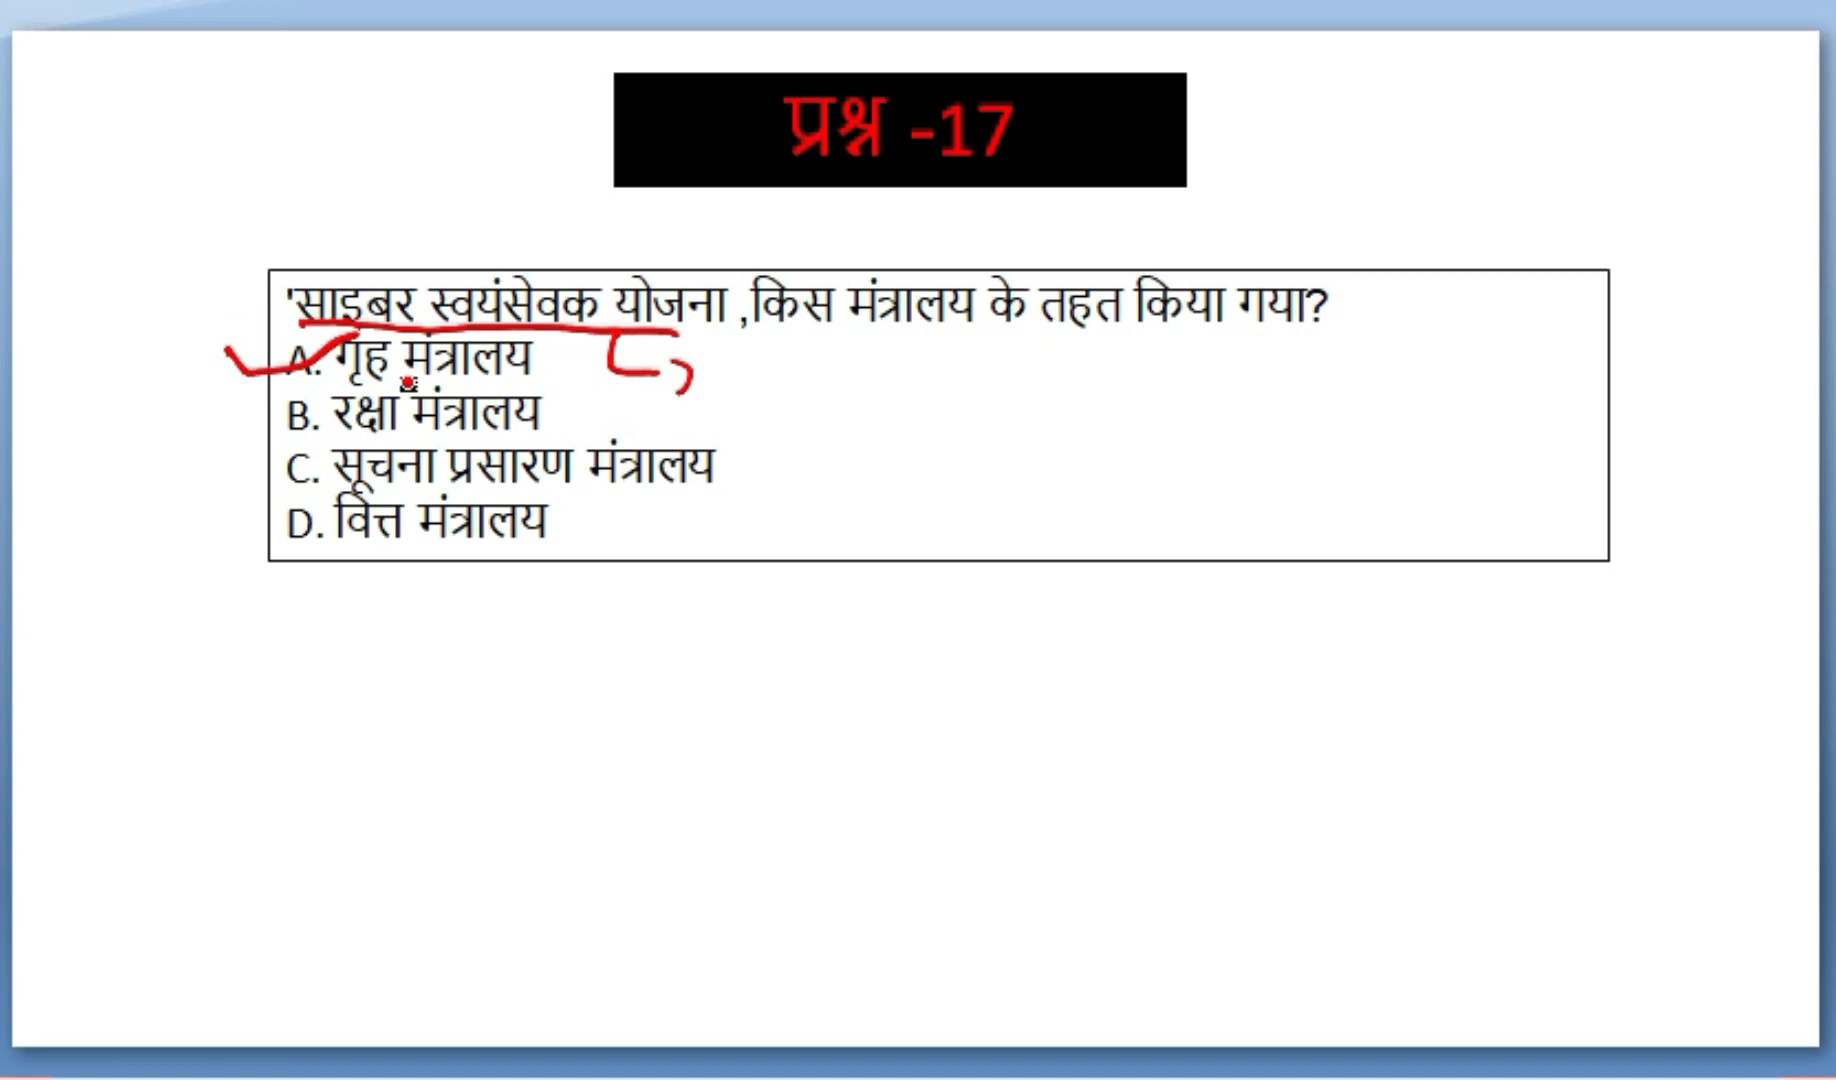 प्रश्न -17
'साइबर स्वयंसेवक योजना ,किस मंत्रालय के तहत किया गया?
A. गृह मंत्रालय
B. रक्षा मंत्रालय
C. सूचना प्रसारण मंत्रालय
D. वित्त मंत्रालय